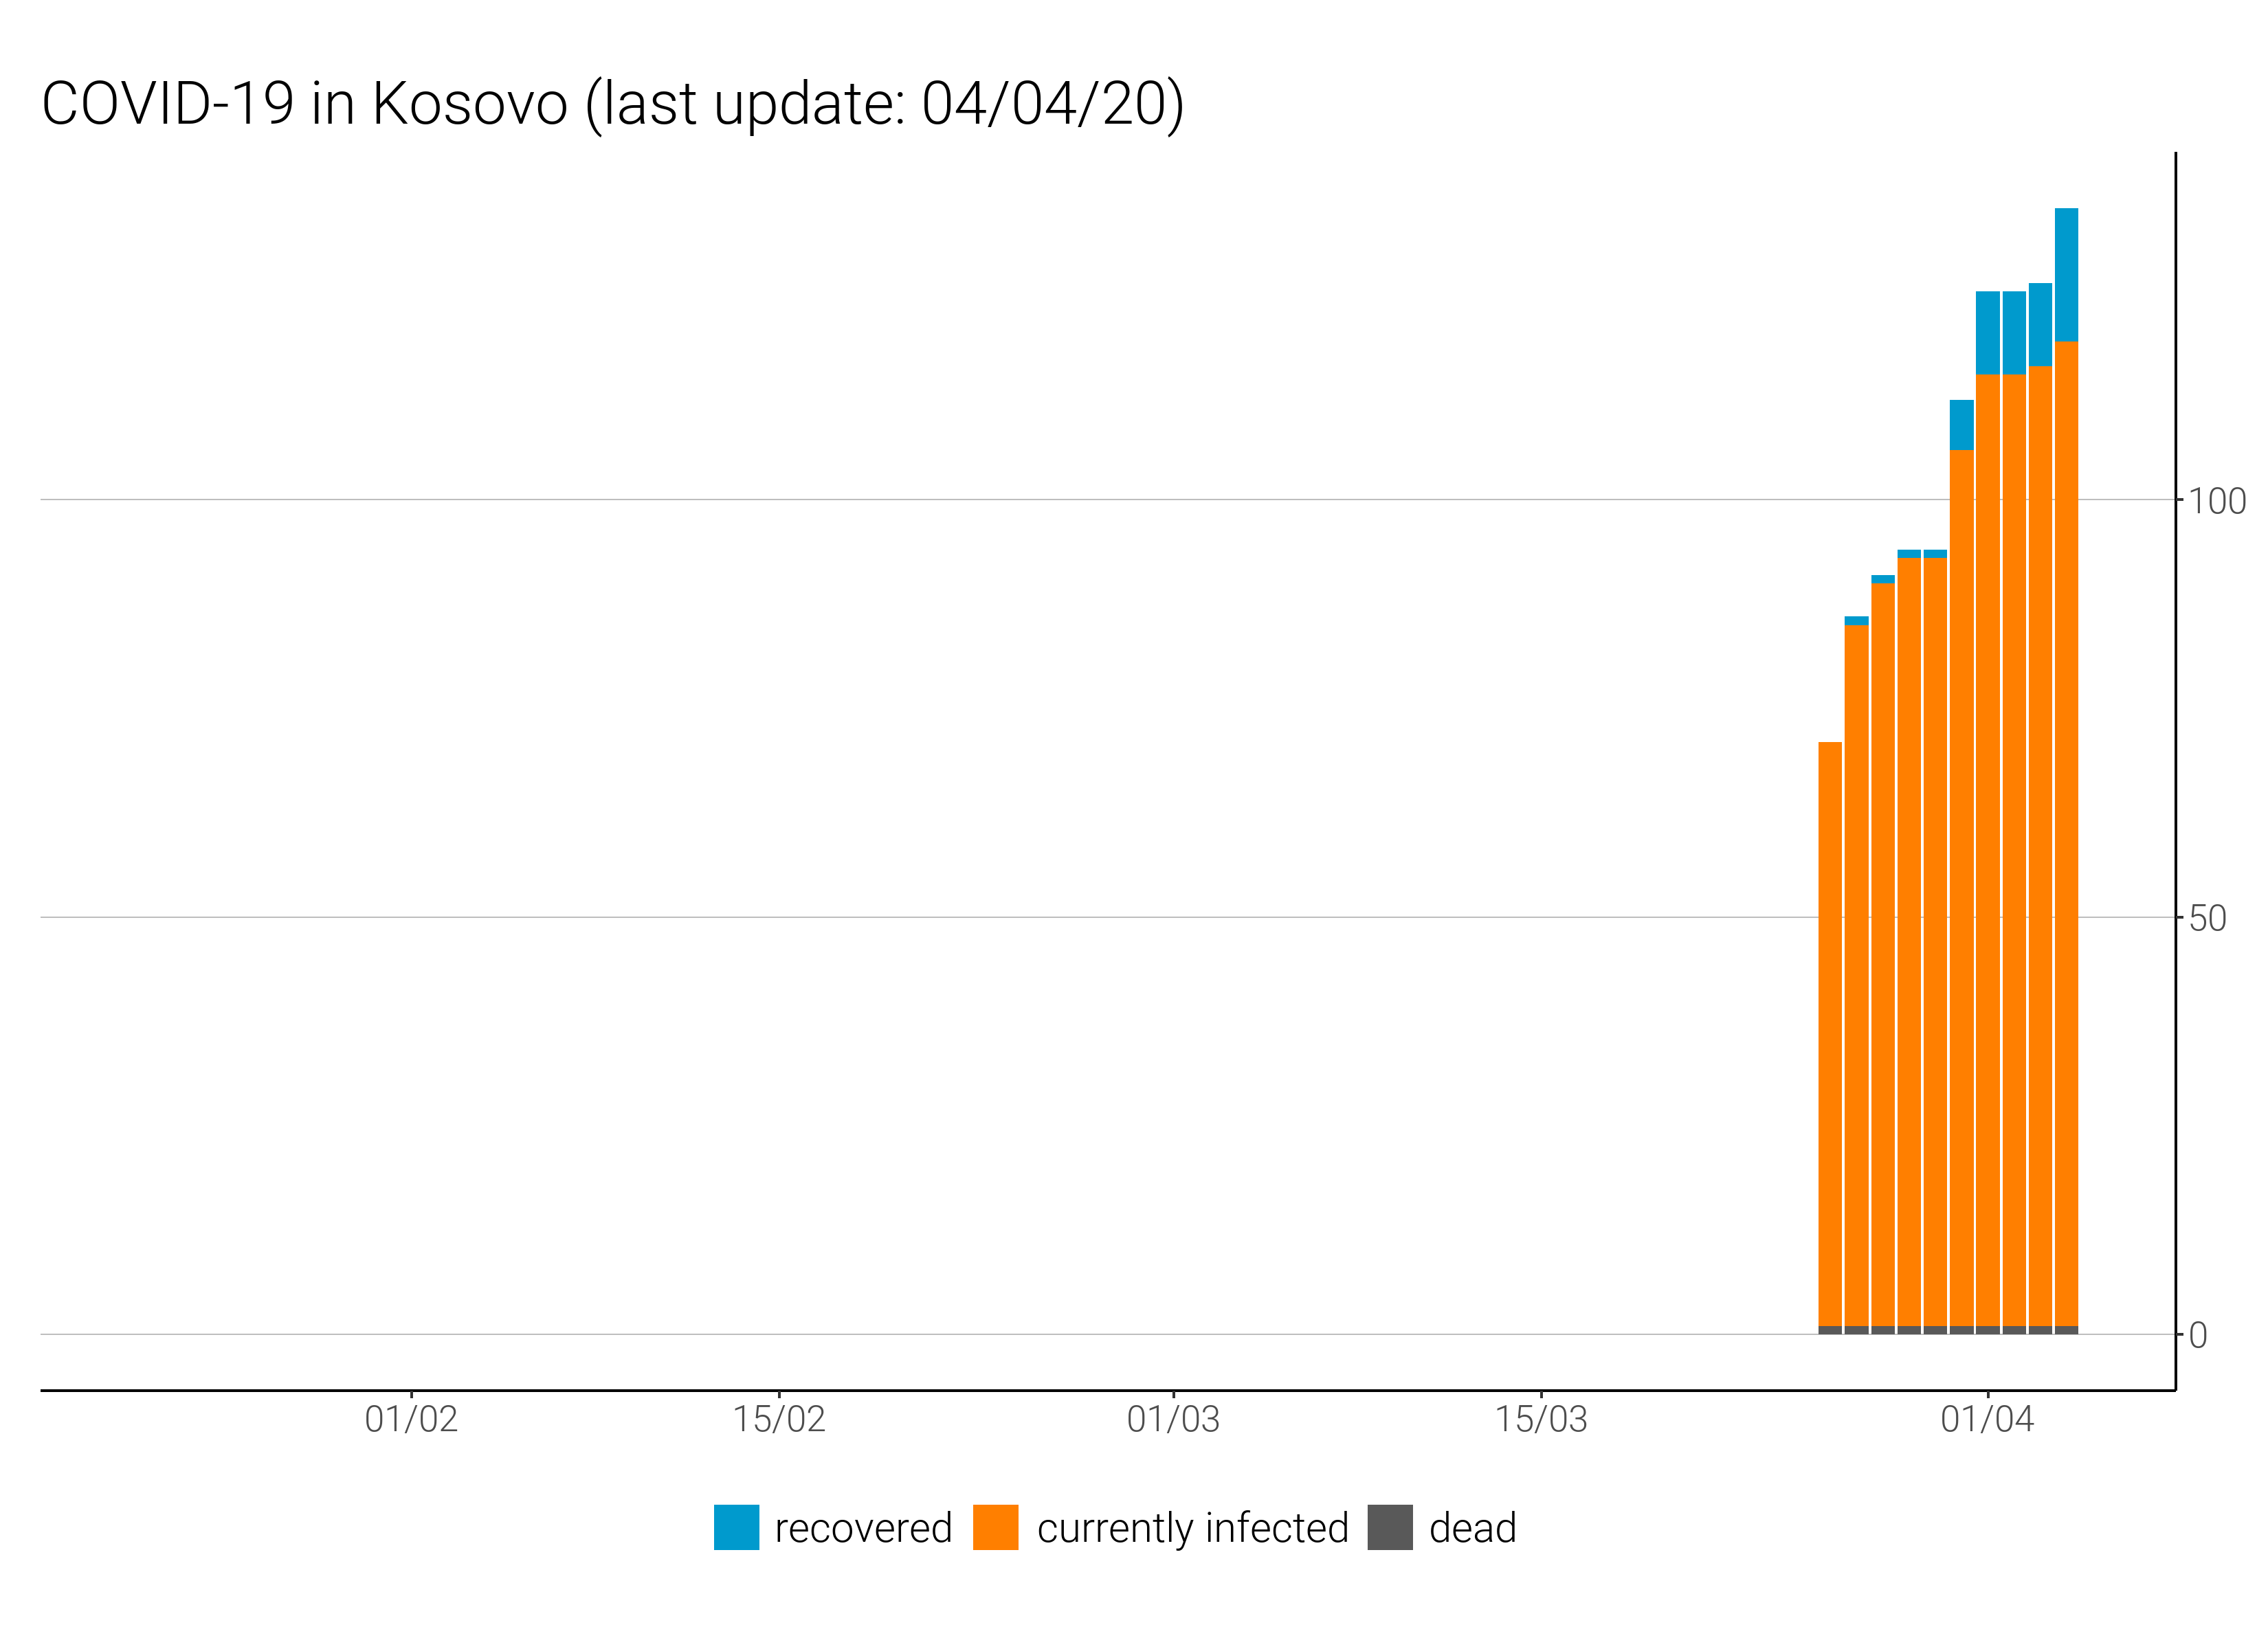 COVID-19 in Kosovo (last update: 04/04/20)
100
50
0
01/02 15/02 01/03 15/03 01/04
recovered currently infected dead